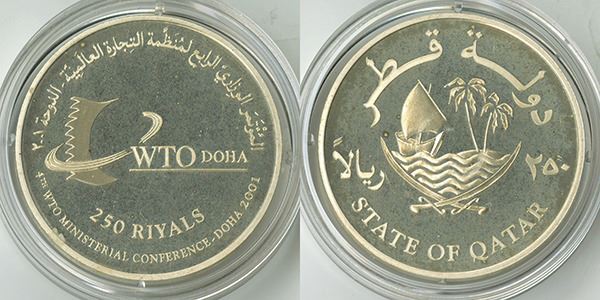 المؤتمر الوزاري الرابع لمنظمة التجارة العالمية - الدوحة ٢٠٠١
WTO DOHA
250 RIYALS
4TH WTO MINISTERIAL CONFERENCE - DOHA 2001
دولة قطر
٢٥٠ ريالاً
STATE OF QATAR